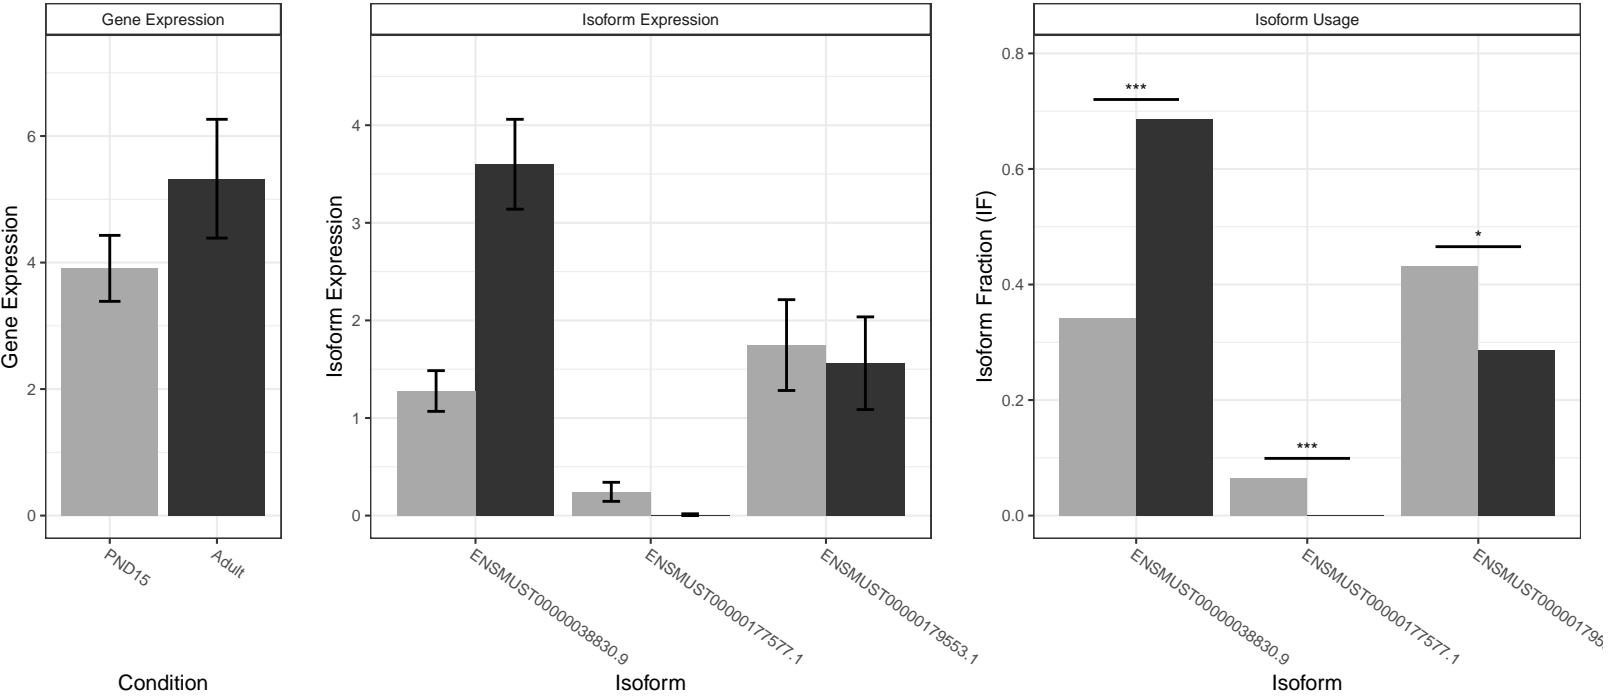 Gene Expression
Isoform Expression
Isoform Usage
Gene Expression
6
4
2
0
PND15
Adult
Condition
Isoform Expression
4
3
2
1
0
ENSMUST00000038830.9
ENSMUST00000177577.1
ENSMUST00000179553.1
Isoform
Isoform Fraction (IF)
0.8
0.6
0.4
0.2
0.0
***
***
*
ENSMUST00000038830.9
ENSMUST00000177577.1
ENSMUST000001795
Isoform